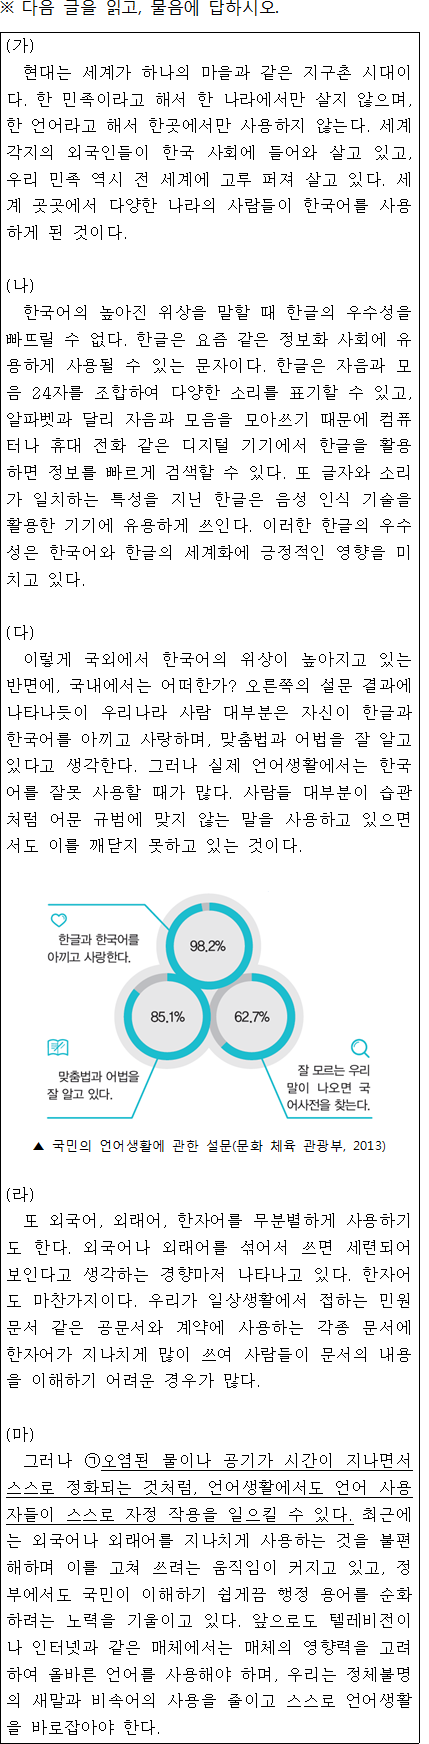 ※ 다음 글을 읽고, 물음에 답하시오.
(가)
현대는 세계가 하나의 마을과 같은 지구촌 시대이
다. 한 민족이라고 해서 한 나라에서만 살지 않으며,
한 언어라고 해서 한곳에서만 사용하지 않는다. 세계
각지의 외국인들이 한국 사회에 들어와 살고 있고,
우리 민족 역시 전 세계에 고루 퍼져 살고 있다. 세
계 곳곳에서 다양한 나라의 사람들이 한국어를 사용
하게 된 것이다.
(나)
한국어의 높아진 위상을 말할 때 한글의 우수성을
빠뜨릴 수 없다. 한글은 요즘 같은 정보화 사회에 유
용하게 사용될 수 있는 문자이다. 한글은 자음과 모
음 24자를 조합하여 다양한 소리를 표기할 수 있고,
알파벳과 달리 자음과 모음을 모아쓰기 때문에 컴퓨
터나 휴대 전화 같은 디지털 기기에서 한글을 활용
하면 정보를 빠르게 검색할 수 있다. 또 글자와 소리
가 일치하는 특성을 지닌 한글은 음성 인식 기술을
활용한 기기에 유용하게 쓰인다. 이러한 한글의 우수
성은 한국어와 한글의 세계화에 긍정적인 영향을 미
치고 있다.
(다)
이렇게 국외에서 한국어의 위상이 높아지고 있는
반면에, 국내에서는 어떠한가? 오른쪽의 설문 결과에
나타나듯이 우리나라 사람 대부분은 자신이 한글과
한국어를 아끼고 사랑하며, 맞춤법과 어법을 잘 알고
있다고 생각한다. 그러나 실제 언어생활에서는 한국
어를 잘못 사용할 때가 많다. 사람들 대부분이 습관
처럼 어문 규범에 맞지 않는 말을 사용하고 있으면
서도 이를 깨닫지 못하고 있는 것이다.
한글과 한국어를
아끼고 사랑한다.
98.2%
85.1%
62.7%
맞춤법과 어법을
잘 알고 있다.
잘 모르는 우리
말이 나오면 국
어사전을 찾는다.
▲ 국민의 언어생활에 관한 설문(문화 체육 관광부, 2013)
(라)
또 외국어, 외래어, 한자어를 무분별하게 사용하기
도 한다. 외국어나 외래어를 섞어서 쓰면 세련되어
보인다고 생각하는 경향마저 나타나고 있다. 한자어
도 마찬가지이다. 우리가 일상생활에서 접하는 민원
문서 같은 공문서와 계약에 사용하는 각종 문서에
한자어가 지나치게 많이 쓰여 사람들이 문서의 내용
을 이해하기 어려운 경우가 많다.
(마)
그러나 ㉠오염된 물이나 공기가 시간이 지나면서
스스로 정화되는 것처럼, 언어생활에서도 언어 사용
자들이 스스로 자정 작용을 일으킬 수 있다. 최근에
는 외국어나 외래어를 지나치게 사용하는 것을 불편
해하며 이를 고쳐 쓰려는 움직임이 커지고 있고, 정
부에서도 국민이 이해하기 쉽게끔 행정 용어를 순화
하려는 노력을 기울이고 있다. 앞으로도 텔레비전이
나 인터넷과 같은 매체에서는 매체의 영향력을 고려
하여 올바른 언어를 사용해야 하며, 우리는 정체불명
의 새말과 비속어의 사용을 줄이고 스스로 언어생활
을 바로잡아야 한다.